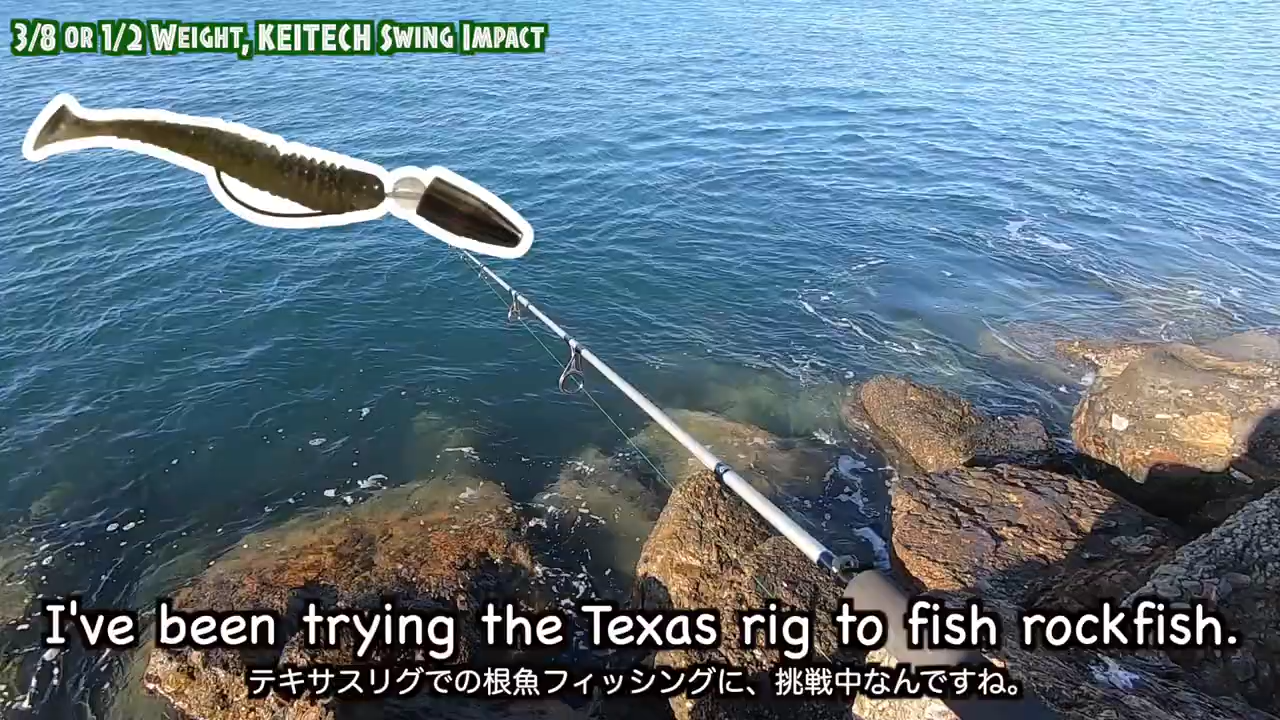 3/8 OR 1/2 WEIGHT, KEITECH SWING IMPACT
I've been trying the Texas rig to fish rockfish.
テキサスリグでの根魚フィッシングに、挑戦中なんですね。